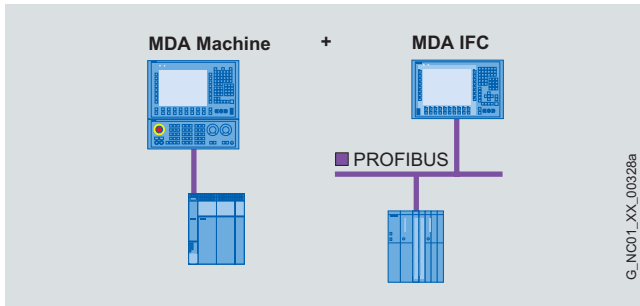 MDA Machine + MDA IFC
PROFIBUS
G_NC01_XX_00328a